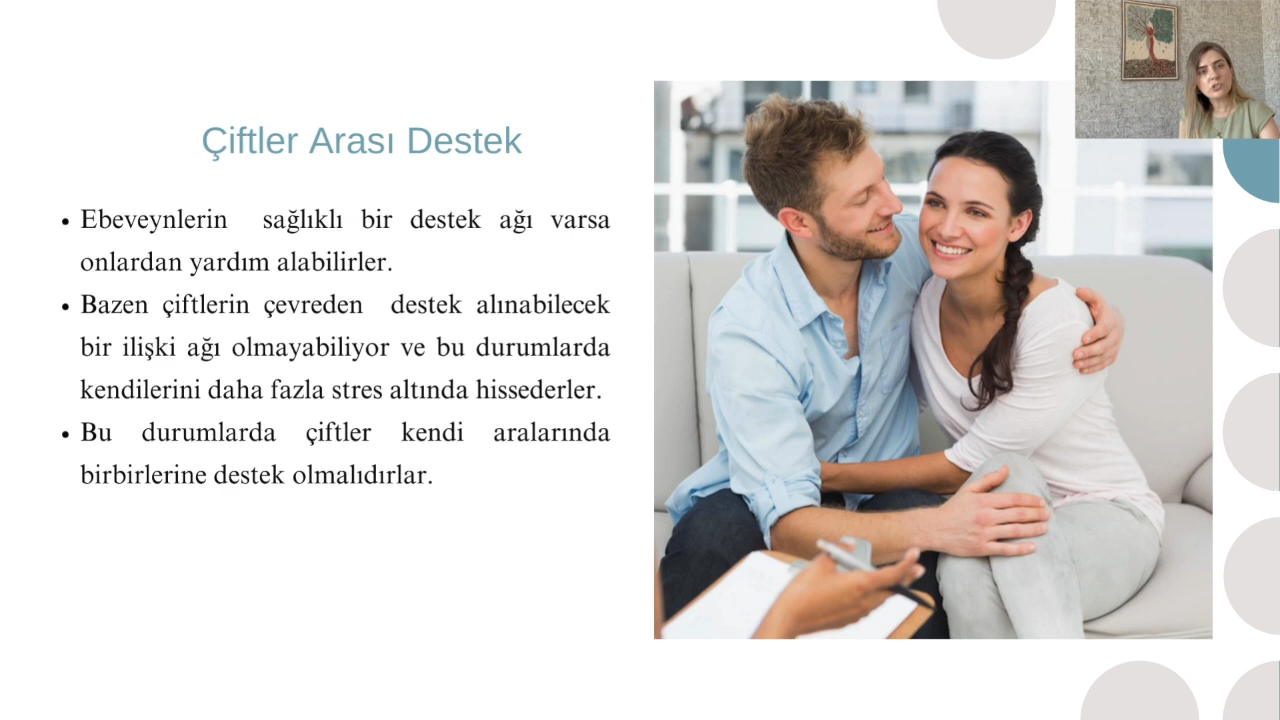 Çiftler Arası Destek
• Ebeveynlerin sağlıklı bir destek ağı varsa
onlardan yardım alabilirler.
• Bazen çiftlerin çevreden destek alınabilecek
bir ilişki ağı olmayabiliyor ve bu durumlarda
kendilerini daha fazla stres altında hissederler.
• Bu durumlarda çiftler kendi aralarında
birbirlerine destek olmalıdırlar.